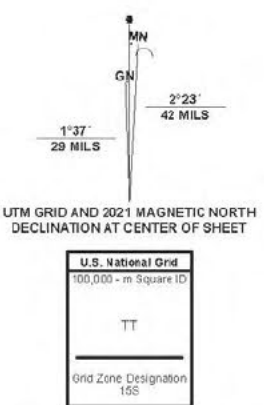 MN
GN
2°23´
42 MILS
1°37´
29 MILS
UTM GRID AND 2021 MAGNETIC NORTH
DECLINATION AT CENTER OF SHEET
U.S. National Grid
100,000 - m Square ID
TT
Grid Zone Designation
15S